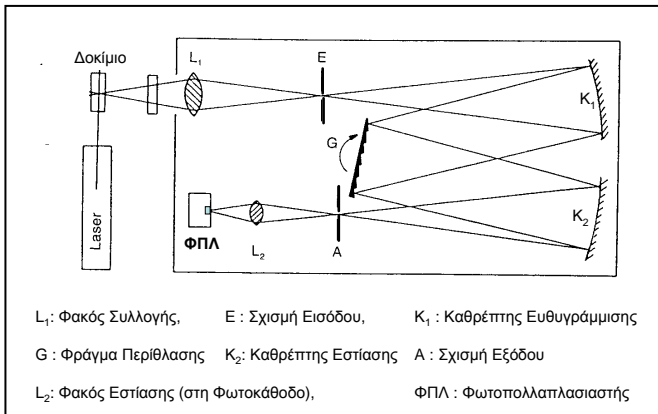 Δοκίμιο
L₁
E
K₁
G
Laser
ΦΠΛ
L₂
A
K₂
L₁: Φακός Συλλογής, E : Σχισμή Εισόδου, K₁ : Καθρέπτης Ευθυγράμμισης
G : Φράγμα Περίθλασης K₂: Καθρέπτης Εστίασης A : Σχισμή Εξόδου
L₂: Φακός Εστίασης (στη Φωτοκάθοδο), ΦΠΛ : Φωτοπολλαπλασιαστής